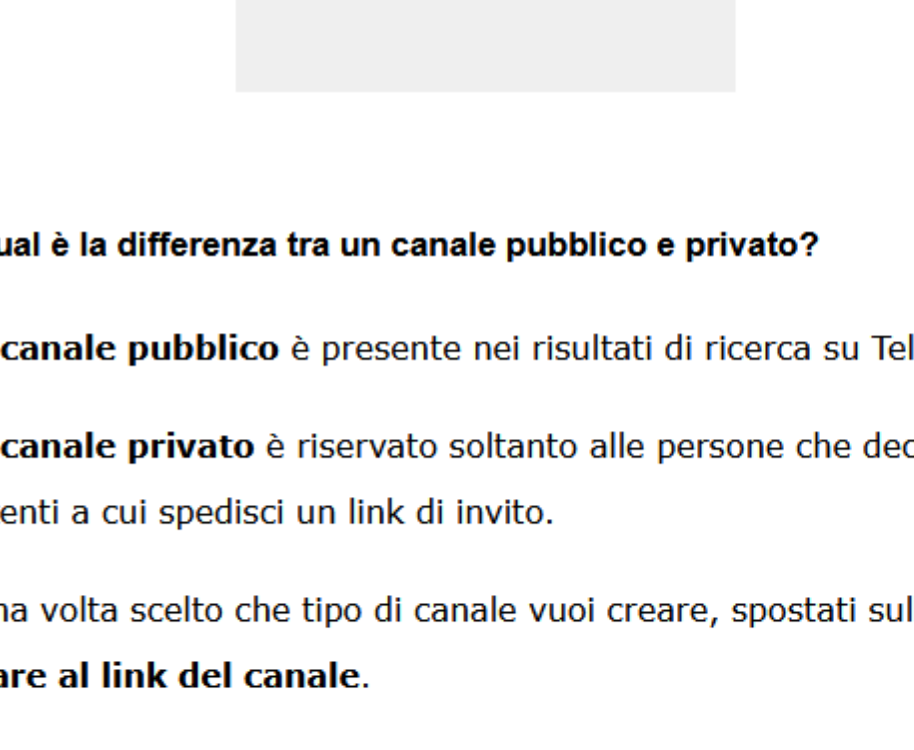 ual è la differenza tra un canale pubblico e privato?
canale pubblico è presente nei risultati di ricerca su Tel
canale privato è riservato soltanto alle persone che dec
enti a cui spedisci un link di invito.
na volta scelto che tipo di canale vuoi creare, spostati sul
are al link del canale.